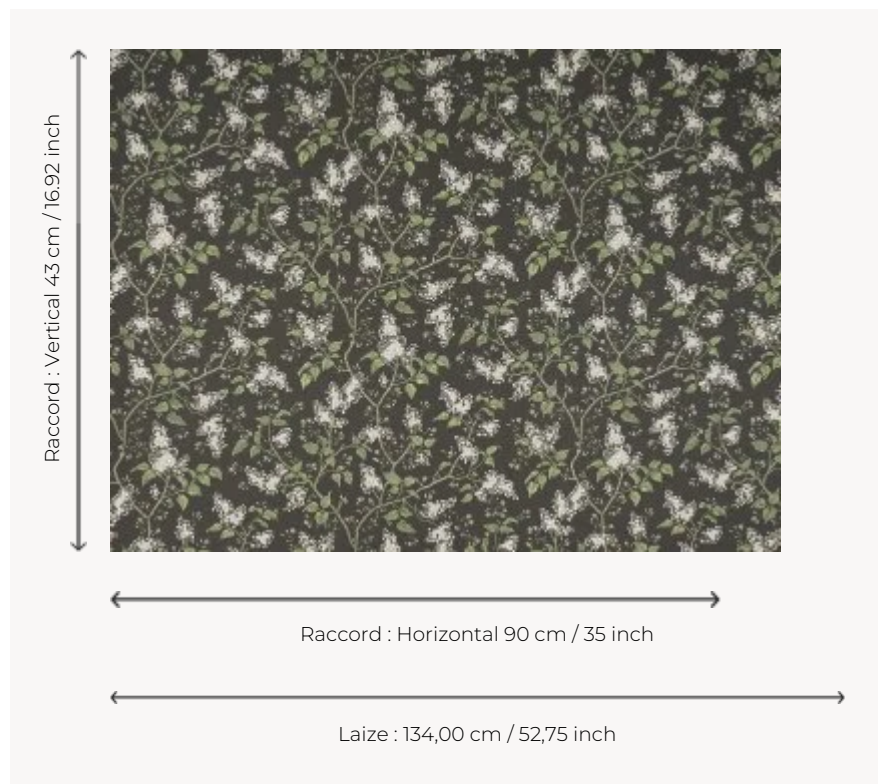 Raccord : Vertical 43 cm / 16.92 inch
Raccord : Horizontal 90 cm / 35 inch
Laize : 134,00 cm / 52,75 inch